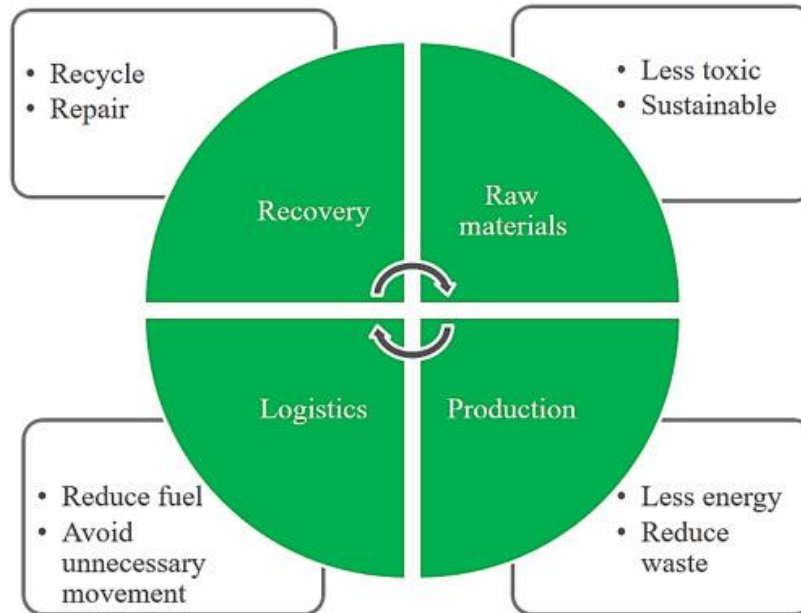 • Recycle
• Repair
• Less toxic
• Sustainable
Recovery
Raw
materials
Logistics
Production
• Reduce fuel
• Avoid
unnecessary
movement
• Less energy
• Reduce
waste